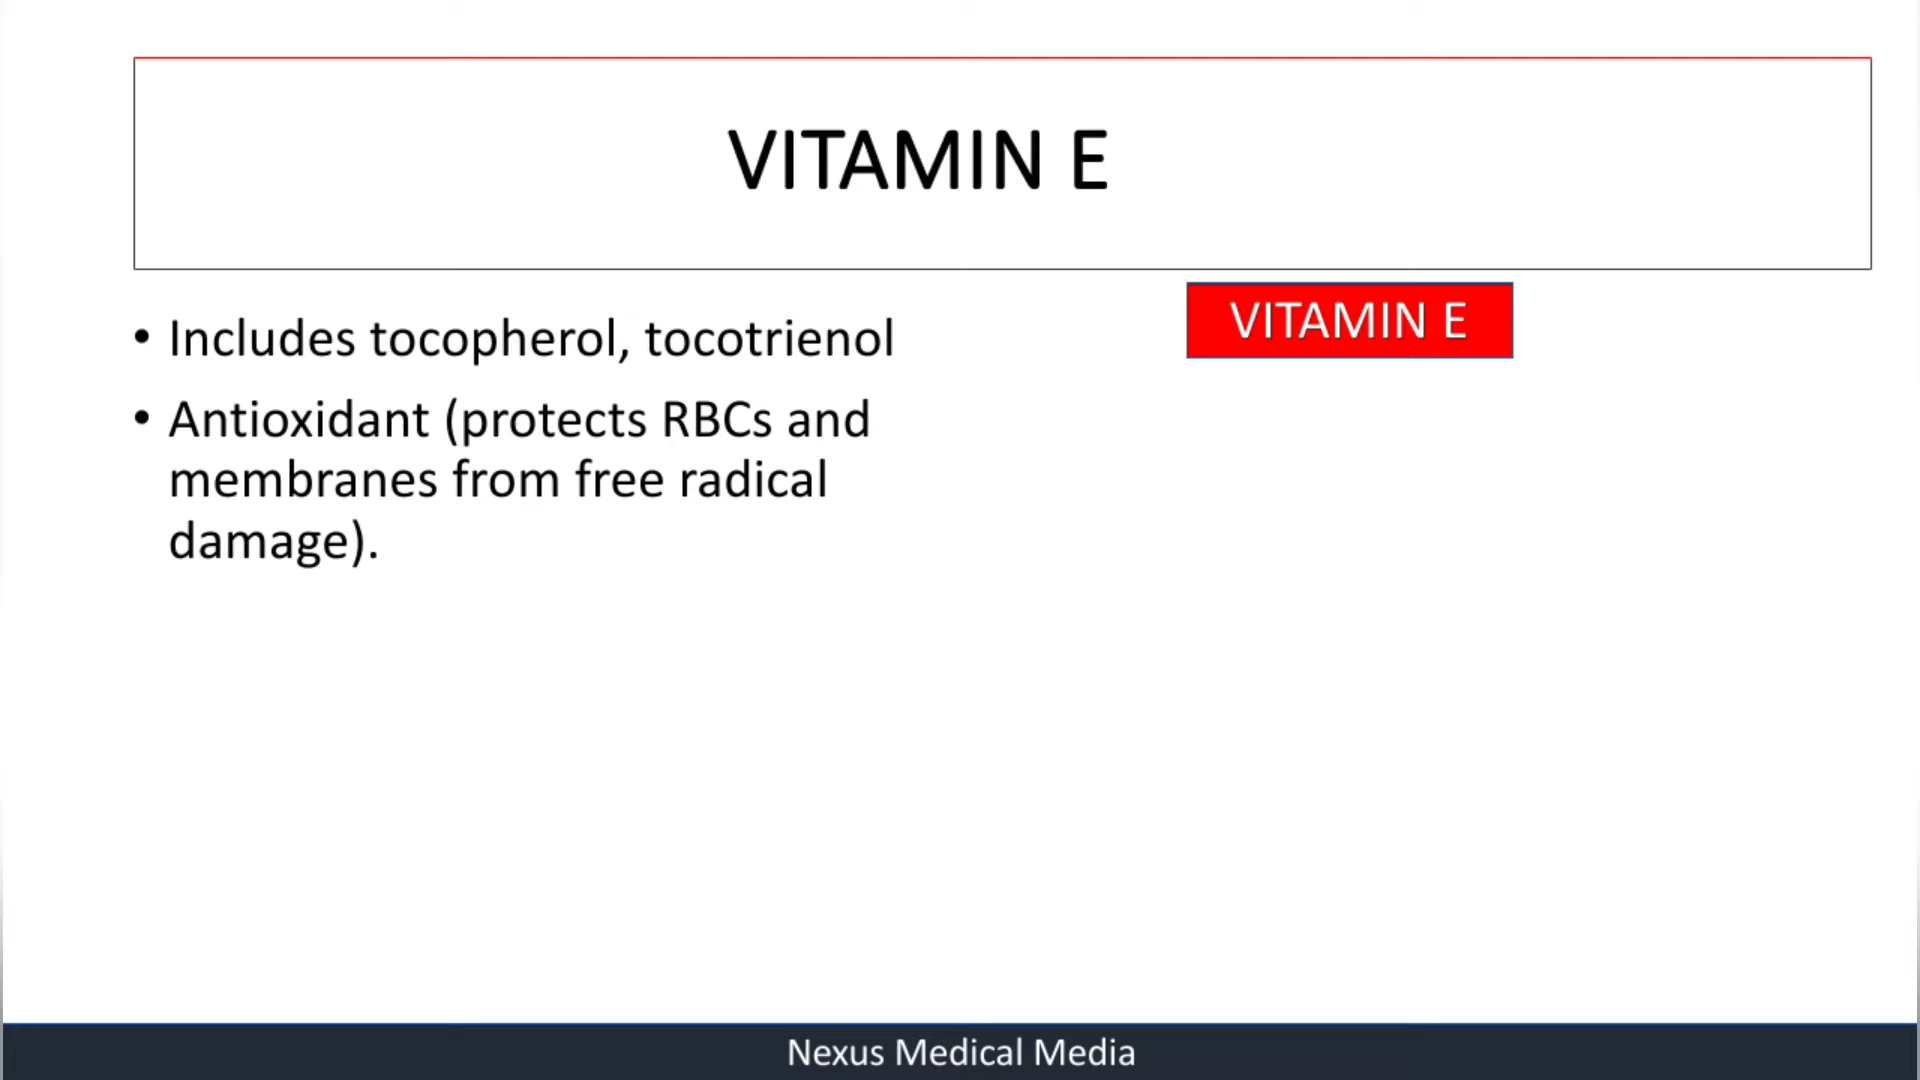 VITAMIN E
• Includes tocopherol, tocotrienol
• Antioxidant (protects RBCs and
membranes from free radical
damage).
VITAMIN E
Nexus Medical Media